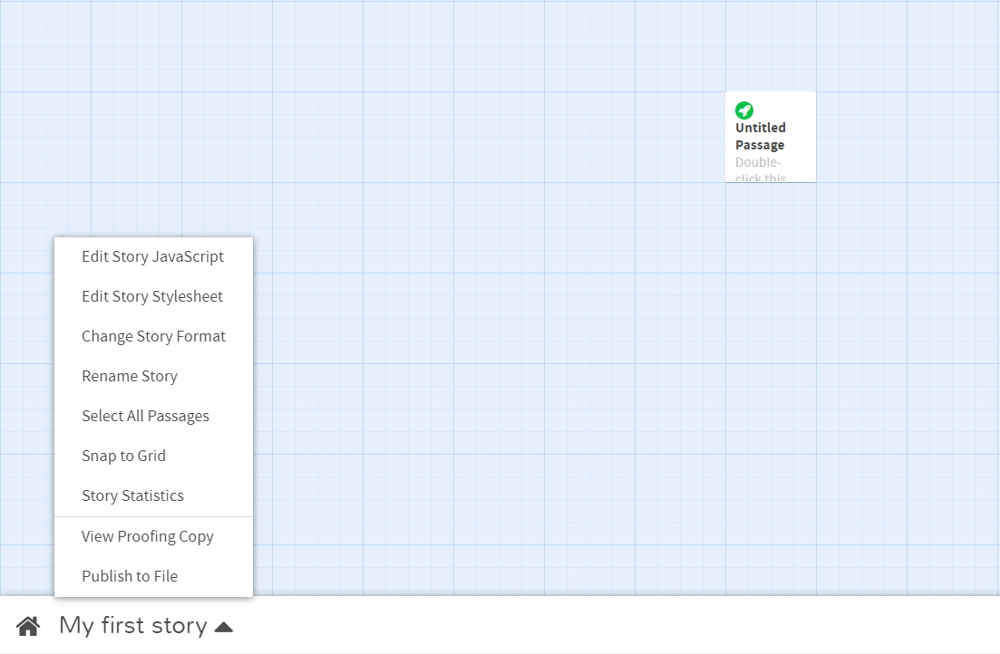 Untitled
Passage
Double-
click this
Edit Story JavaScript
Edit Story Stylesheet
Change Story Format
Rename Story
Select All Passages
Snap to Grid
Story Statistics
View Proofing Copy
Publish to File
My first story